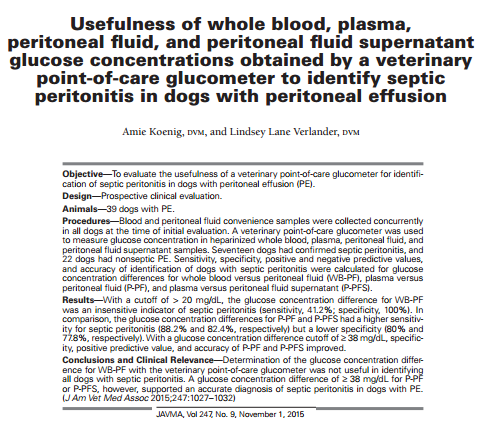 Usefulness of whole blood, plasma,
peritoneal fluid, and peritoneal fluid supernatant
glucose concentrations obtained by a veterinary
point-of-care glucometer to identify septic
peritonitis in dogs with peritoneal effusion
Amie Koenig, DVM, and Lindsey Lane Verlander, DVM
Objective—To evaluate the usefulness of a veterinary point-of-care glucometer for identifi-
cation of septic peritonitis in dogs with peritoneal effusion (PE).
Design—Prospective clinical evaluation.
Animals—39 dogs with PE.
Procedures—Blood and peritoneal fluid convenience samples were collected concurrently
in all dogs at the time of initial evaluation. A veterinary point-of-care glucometer was used
to measure glucose concentration in heparinized whole blood, plasma, peritoneal fluid, and
peritoneal fluid supernatant samples. Seventeen dogs had confirmed septic peritonitis, and
22 dogs had nonseptic PE. Sensitivity, specificity, positive and negative predictive values,
and accuracy of identification of dogs with septic peritonitis were calculated for glucose
concentration differences for whole blood versus peritoneal fluid (WB-PF), plasma versus
peritoneal fluid (P-PF), and plasma versus peritoneal fluid supernatant (P-PFS).
Results—With a cutoff of > 20 mg/dL, the glucose concentration difference for WB-PF
was an insensitive indicator of septic peritonitis (sensitivity, 41.2%; specificity, 100%). In
comparison, the glucose concentration differences for P-PF and P-PFS had a higher sensitiv-
ity for septic peritonitis (88.2% and 82.4%, respectively) but a lower specificity (80% and
77.8%, respectively). With a glucose concentration difference cutoff of ≥ 38 mg/dL, specific-
ity, positive predictive value, and accuracy of P-PF and P-PFS improved.
Conclusions and Clinical Relevance—Determination of the glucose concentration differ-
ence for WB-PF with the veterinary point-of-care glucometer was not useful in identifying
all dogs with septic peritonitis. A glucose concentration difference of ≥ 38 mg/dL for P-PF
or P-PFS, however, supported an accurate diagnosis of septic peritonitis in dogs with PE.
(J Am Vet Med Assoc 2015;247:1027–1032)
JAVMA, Vol 247, No. 9, November 1, 2015